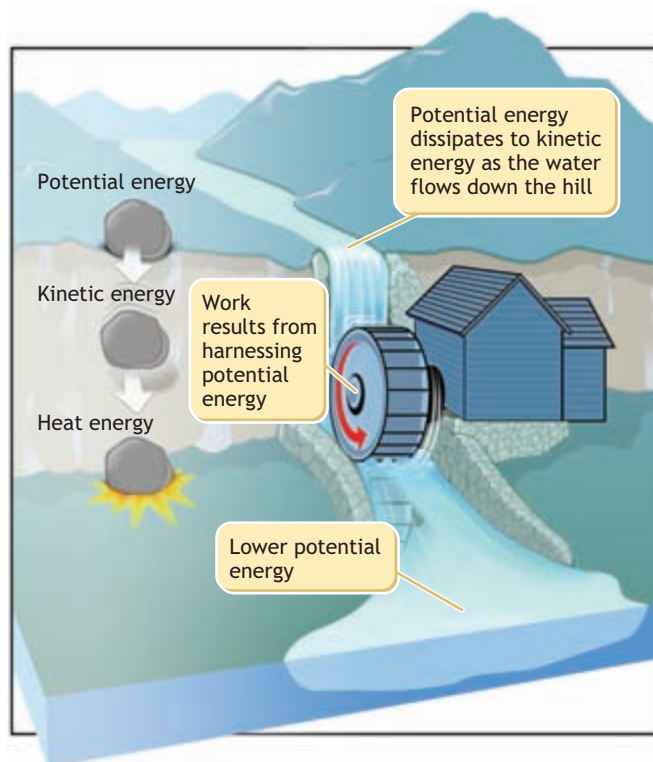 Potential energy
dissipates to kinetic
energy as the water
flows down the hill
Potential energy
Kinetic energy
Work
results from
harnessing
potential
energy
Heat energy
Lower potential
energy